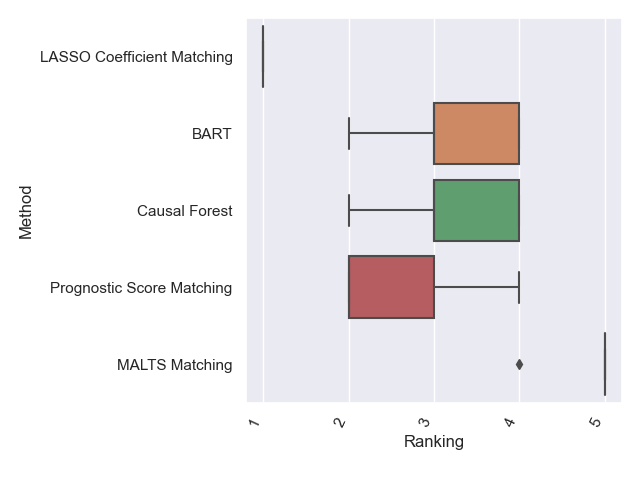 LASSO Coefficient Matching
BART
Causal Forest
Prognostic Score Matching
MALTS Matching
Method
1 2 3 4 5
Ranking